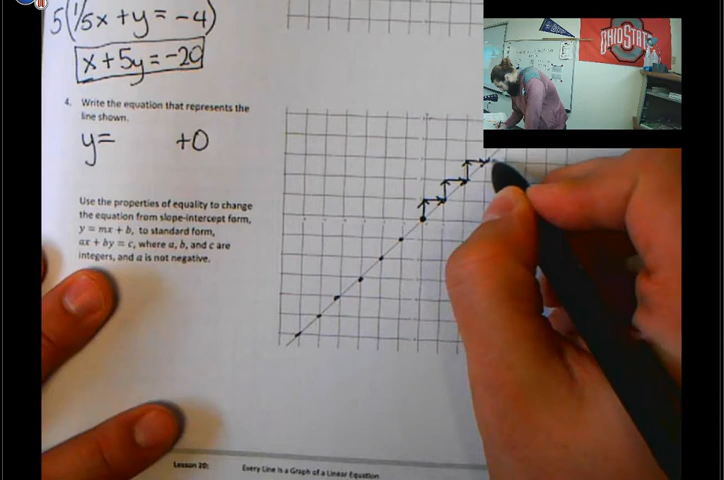 5(1/5x + y = -4)
x + 5y = -20
4. Write the equation that represents the
line shown.
y= +0
Use the properties of equality to change
the equation from slope-intercept form,
y = mx + b, to standard form,
ax + by = c, where a, b, and c are
integers, and a is not negative.
Lesson 20: Every Line Is a Graph of a Linear Equation
OHIO STATE